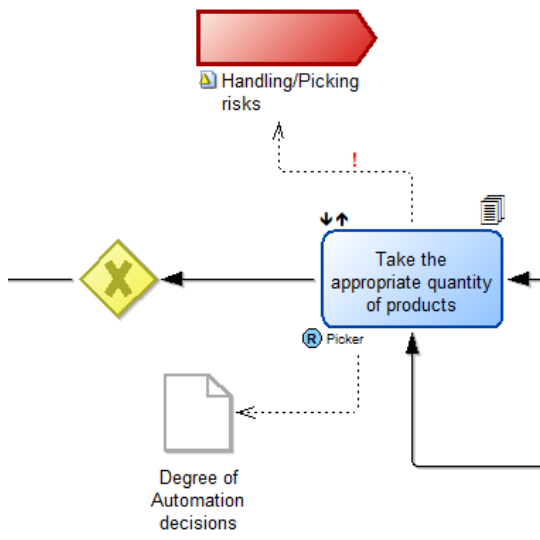 Handling/Picking
risks
!
Take the
appropriate quantity
of products
R Picker
Degree of
Automation
decisions